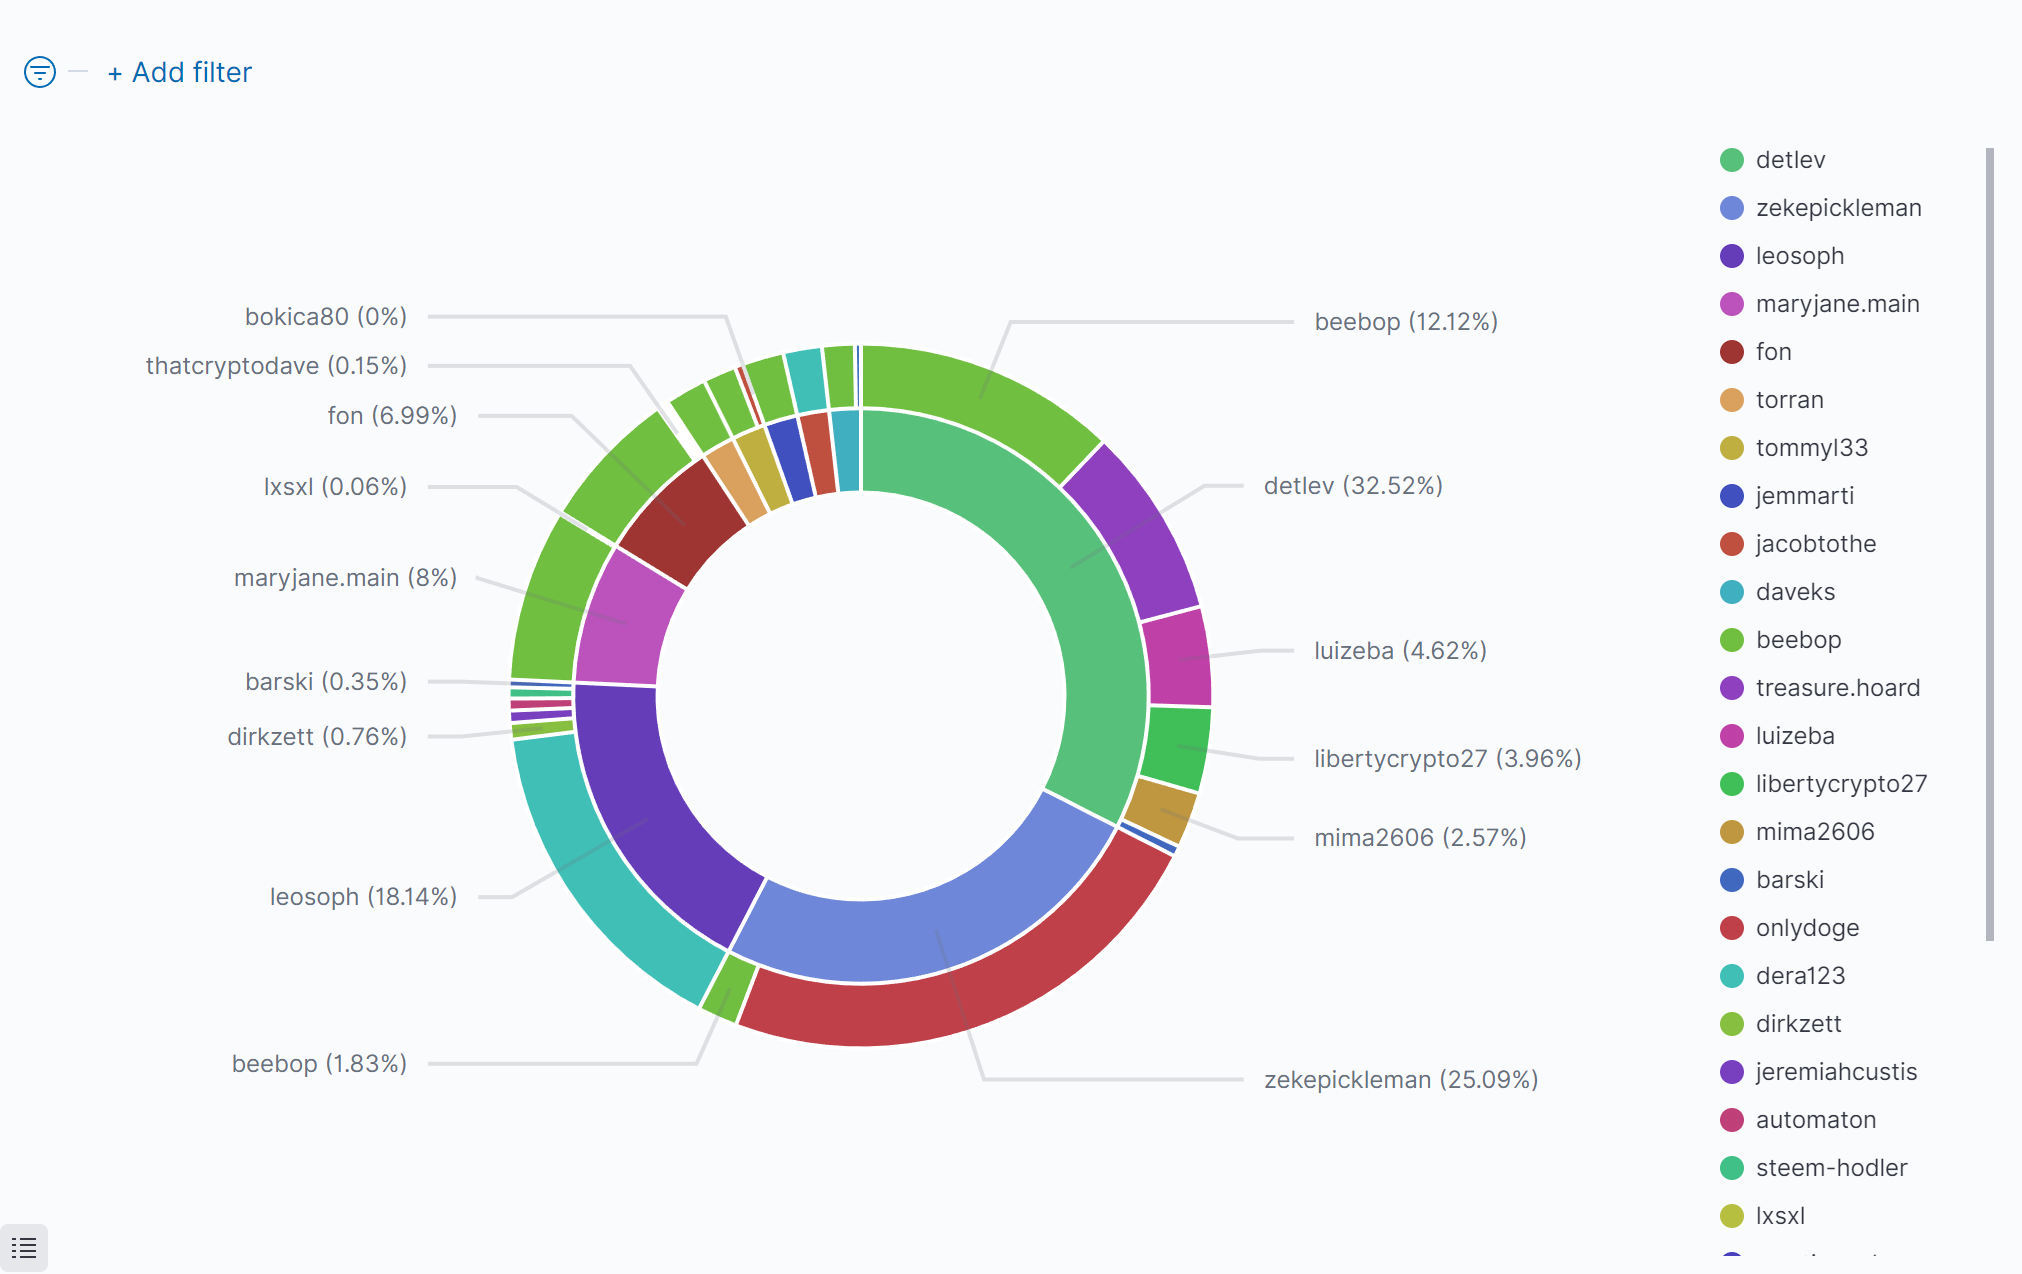 + Add filter
bokica80 (0%)
thatcryptodave (0.15%)
fon (6.99%)
lxsxl (0.06%)
maryjane.main (8%)
barski (0.35%)
dirkzett (0.76%)
leosoph (18.14%)
beebop (1.83%)
beebop (12.12%)
detlev (32.52%)
luizeba (4.62%)
libertycrypto27 (3.96%)
mima2606 (2.57%)
zekepickleman (25.09%)
detlev
zekepickleman
leosoph
maryjane.main
fon
torran
tommyl33
jemmarti
jacobtothe
daveks
beebop
treasure.hoard
luizeba
libertycrypto27
mima2606
barski
onlydoge
dera123
dirkzett
jeremiahcustis
automaton
steem-hodler
lxsxl